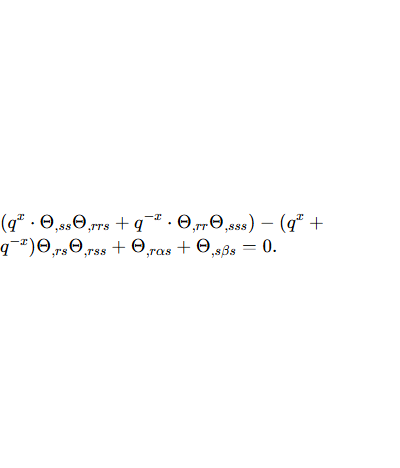 (q^x · Θ_{,ss}Θ_{,rrs} + q^{−x} · Θ_{,rr}Θ_{,sss}) − (q^x +
q^{−x})Θ_{,rs}Θ_{,rss} + Θ_{,rαs} + Θ_{,sβs} = 0.